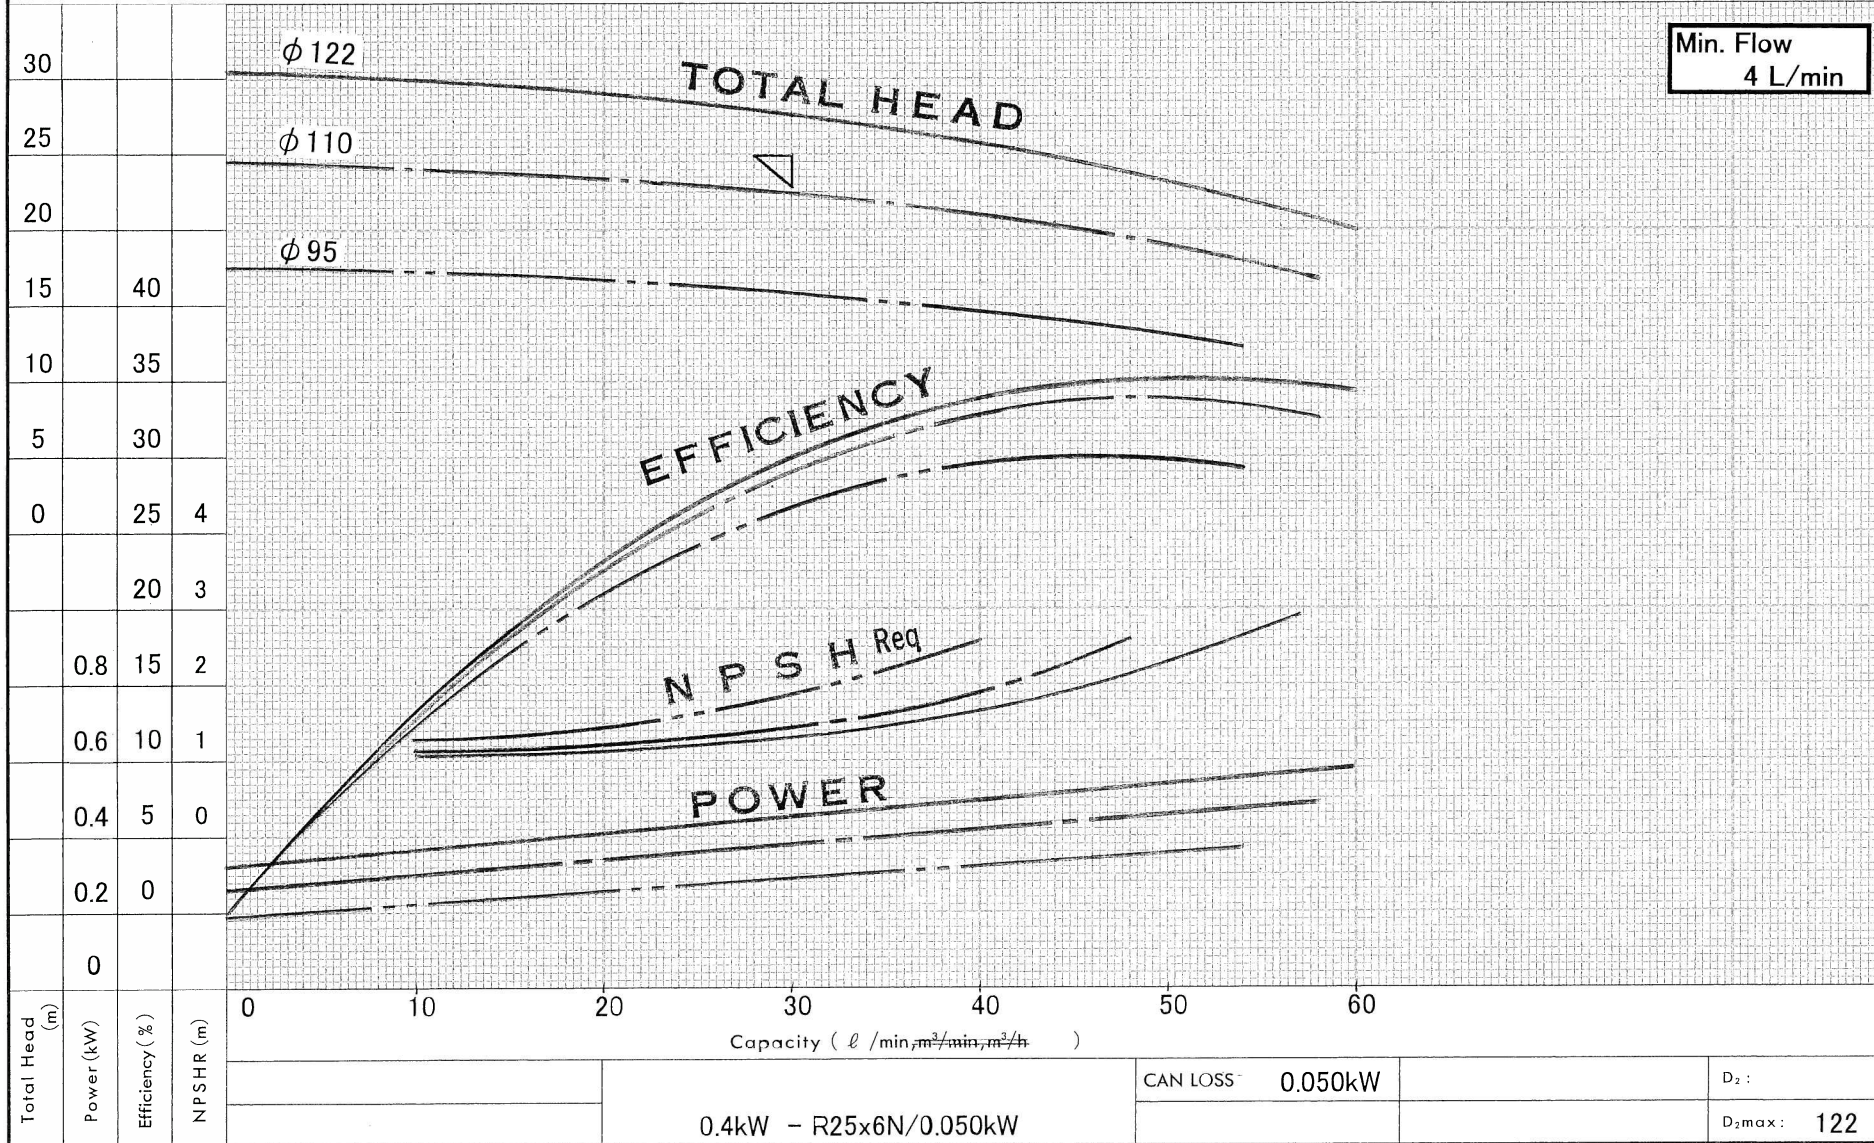 Min. Flow
4 L/min
30
φ122
TOTAL HEAD
25
φ110
20
φ95
15 40
10 35
EFFICIENCY
5 30
0 25 4
20 3
NPSH Req
0.8 15 2
0.6 10 1
POWER
0.4 5 0
0.2 0
0
0 10 20 30 40 50 60
Capacity ( ℓ /min,~~m³/min,m³/h~~ )
Total Head (m)
Power (kW)
Efficiency (%)
NPSHR (m)
CAN LOSS 0.050kW
D₂ :
0.4kW - R25x6N/0.050kW
D₂max : 122